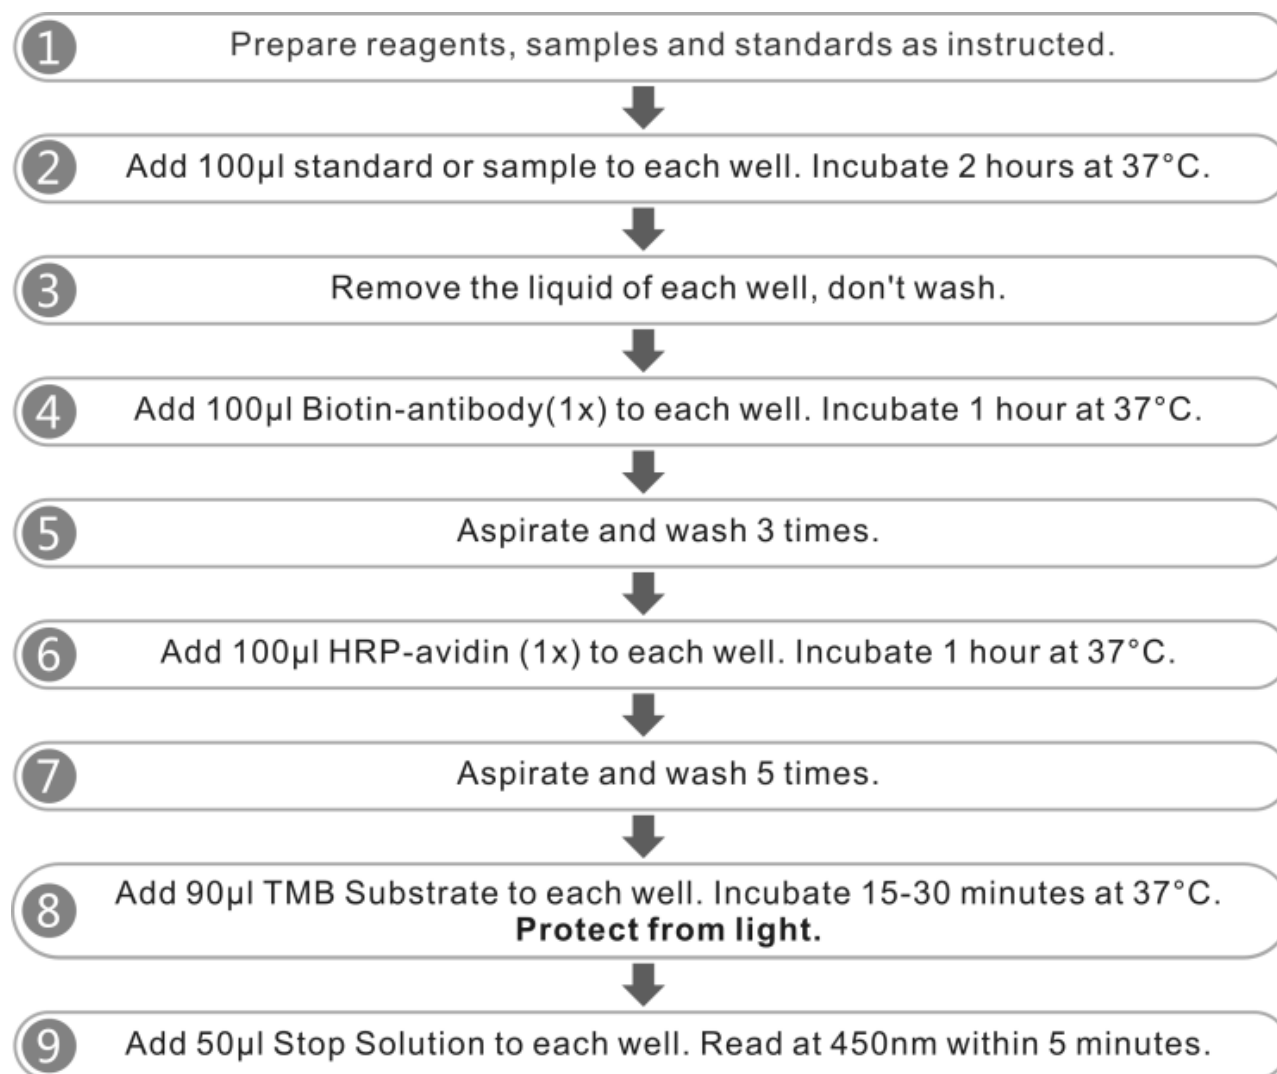 1 Prepare reagents, samples and standards as instructed.
2 Add 100µl standard or sample to each well. Incubate 2 hours at 37°C.
3 Remove the liquid of each well, don't wash.
4 Add 100µl Biotin-antibody(1x) to each well. Incubate 1 hour at 37°C.
5 Aspirate and wash 3 times.
6 Add 100µl HRP-avidin (1x) to each well. Incubate 1 hour at 37°C.
7 Aspirate and wash 5 times.
8 Add 90µl TMB Substrate to each well. Incubate 15-30 minutes at 37°C.
Protect from light.
9 Add 50µl Stop Solution to each well. Read at 450nm within 5 minutes.